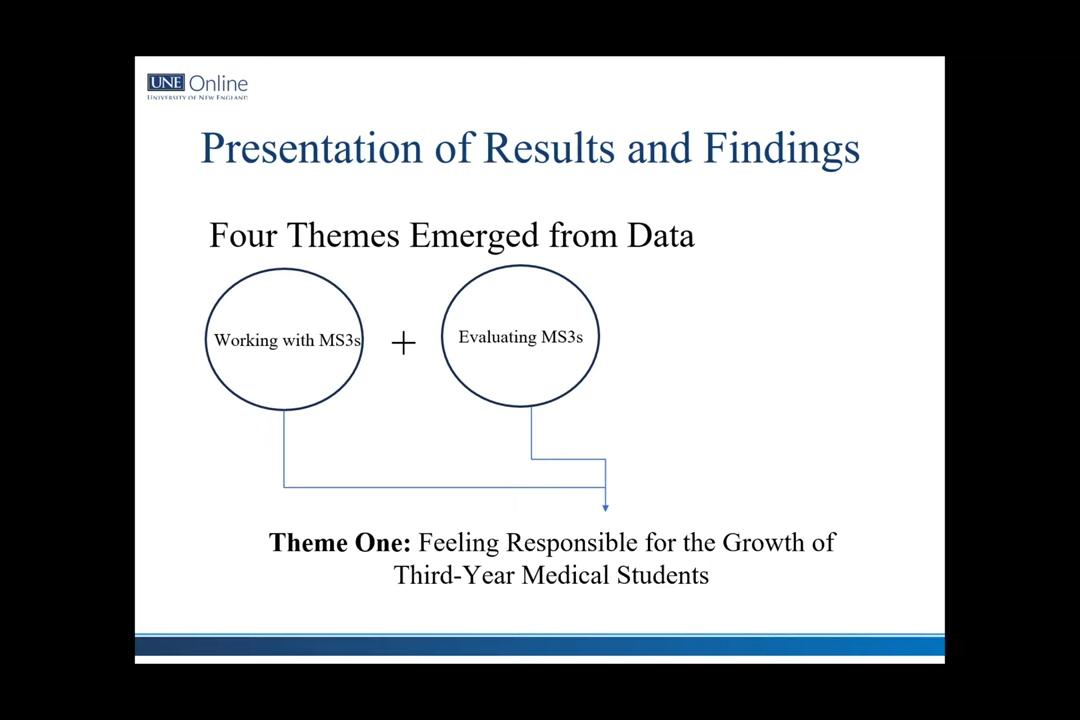 UNE Online
UNIVERSITY OF NEW ENGLAND
Presentation of Results and Findings
Four Themes Emerged from Data
Working with MS3s
+
Evaluating MS3s
Theme One: Feeling Responsible for the Growth of
Third-Year Medical Students